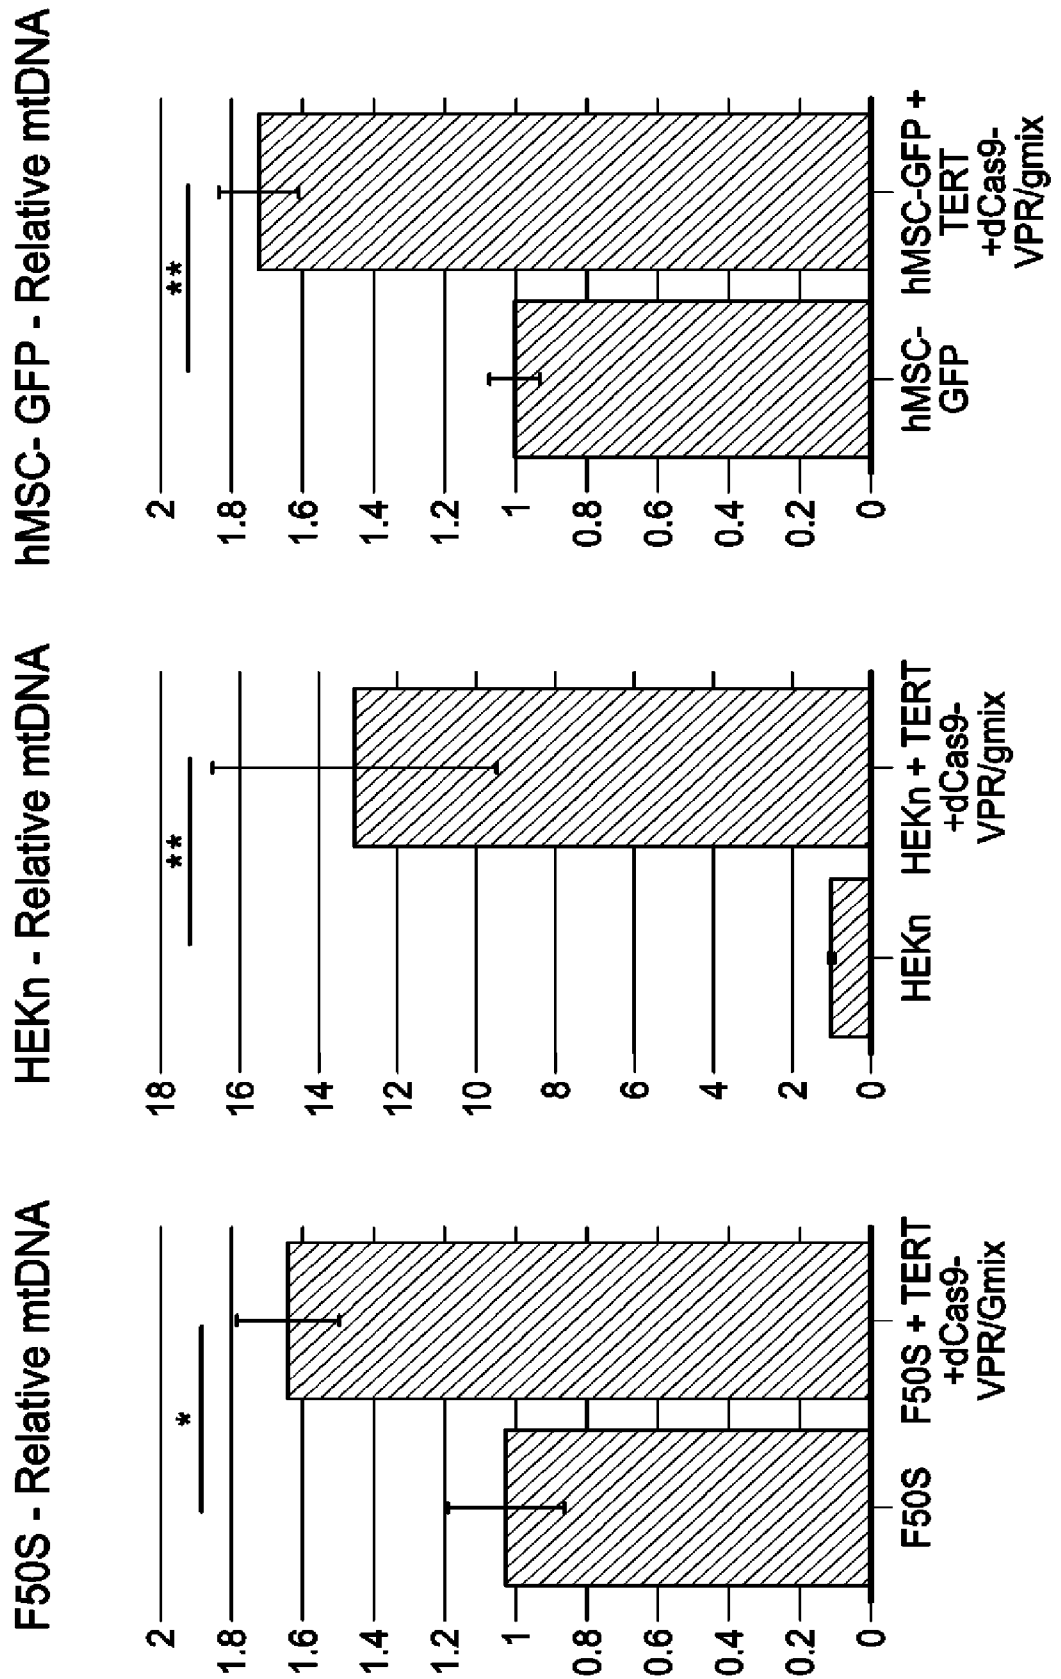 F50S - Relative mtDNA
2
1.8
1.6
1.4
1.2
1
0.8
0.6
0.4
0.2
0
*
F50S
F50S + TERT
+dCas9-
VPR/Gmix
HEKn - Relative mtDNA
18
16
14
12
10
8
6
4
2
0
**
HEKn
HEKn + TERT
+dCas9-
VPR/gmix
hMSC- GFP - Relative mtDNA
2
1.8
1.6
1.4
1.2
1
0.8
0.6
0.4
0.2
0
**
hMSC-
GFP
hMSC-GFP +
TERT
+dCas9-
VPR/gmix